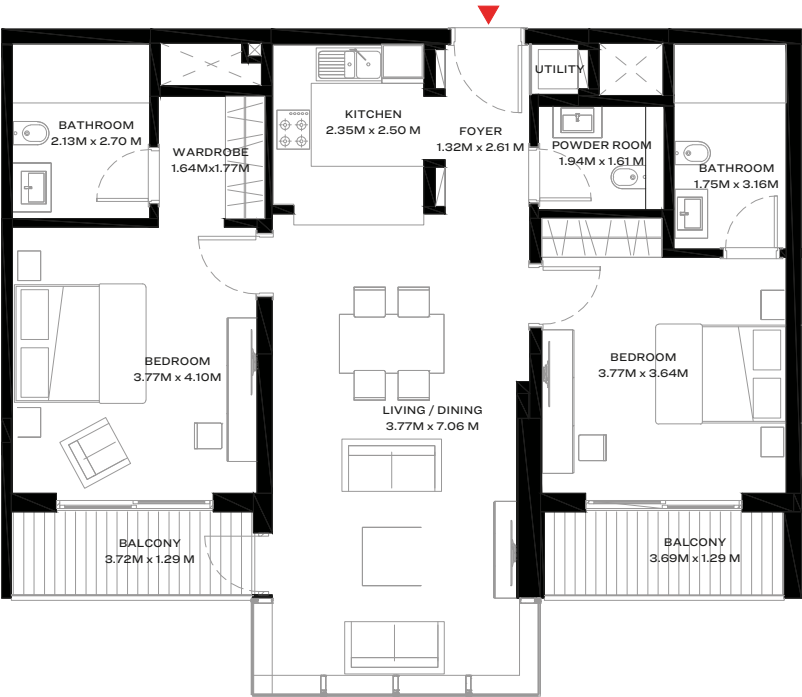 UTILITY
BATHROOM
2.13M x 2.70 M
KITCHEN
2.35M x 2.50 M
FOYER
1.32M x 2.61 M
POWDER ROOM
1.94M x 1.61 M
WARDROBE
1.64Mx1.77M
BATHROOM
1.75M x 3.16M
BEDROOM
3.77M x 4.10M
BEDROOM
3.77M x 3.64M
LIVING / DINING
3.77M x 7.06 M
BALCONY
3.72M x 1.29 M
BALCONY
3.69M x 1.29 M